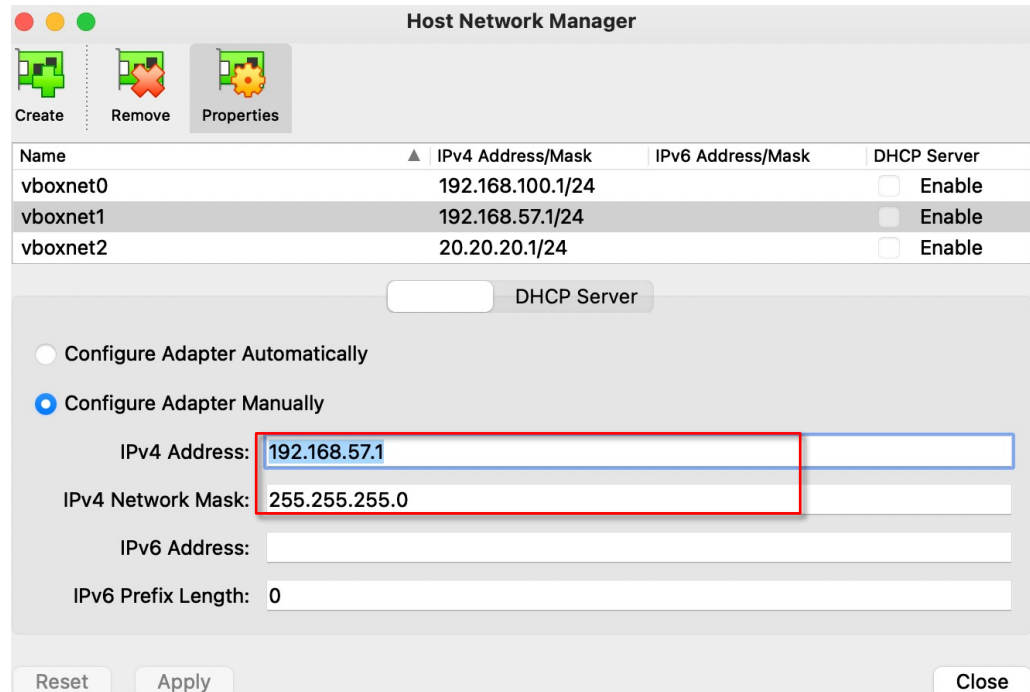 Host Network Manager
Create Remove Properties
Name IPv4 Address/Mask IPv6 Address/Mask DHCP Server
vboxnet0 192.168.100.1/24 Enable
vboxnet1 192.168.57.1/24 Enable
vboxnet2 20.20.20.1/24 Enable
DHCP Server
Configure Adapter Automatically
Configure Adapter Manually
IPv4 Address: 192.168.57.1
IPv4 Network Mask: 255.255.255.0
IPv6 Address:
IPv6 Prefix Length: 0
Reset Apply Close